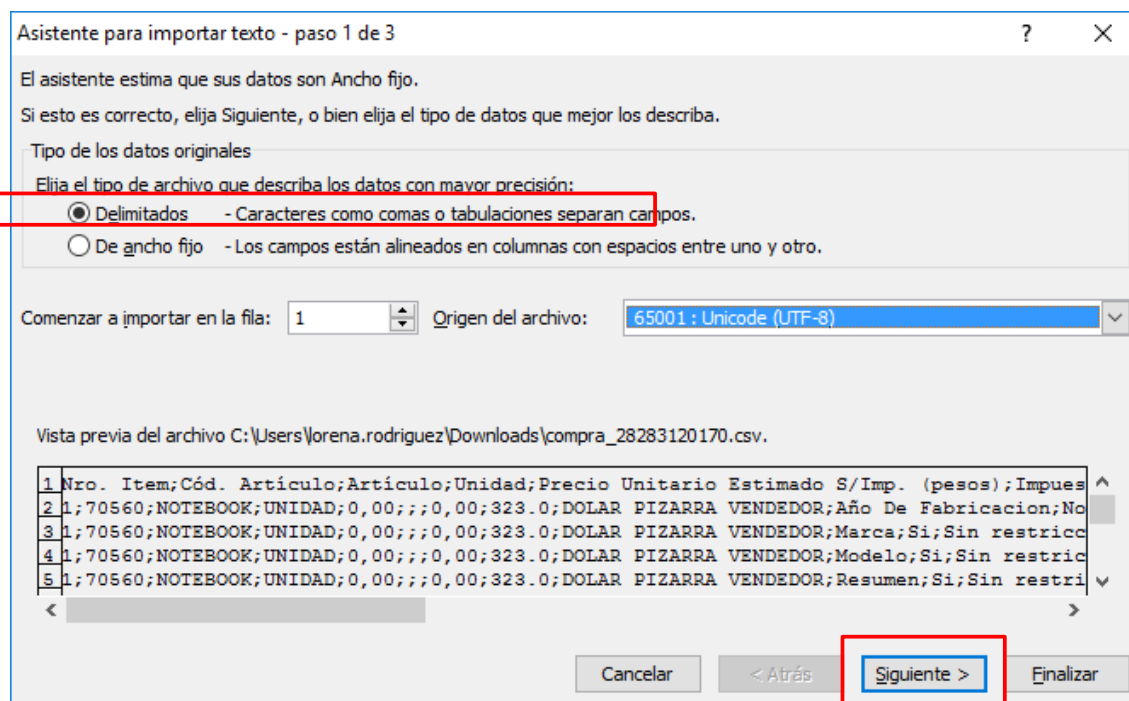 Asistente para importar texto - paso 1 de 3
El asistente estima que sus datos son Ancho fijo.
Si esto es correcto, elija Siguiente, o bien elija el tipo de datos que mejor los describa.
Tipo de los datos originales
Elija el tipo de archivo que describa los datos con mayor precisión:
Delimitados - Caracteres como comas o tabulaciones separan campos.
De ancho fijo - Los campos están alineados en columnas con espacios entre uno y otro.
Comenzar a importar en la fila: 1 Origen del archivo: 65001 : Unicode (UTF-8)
Vista previa del archivo C:\Users\lorena.rodriguez\Downloads\compra_28283120170.csv.
1 Nro. Item;Cód. Artículo;Artículo;Unidad;Precio Unitario Estimado S/Imp. (pesos);Impues
2 1;70560;NOTEBOOK;UNIDAD;0,00;;;0,00;323.0;DOLAR PIZARRA VENDEDOR;Año De Fabricacion;No
3 1;70560;NOTEBOOK;UNIDAD;0,00;;;0,00;323.0;DOLAR PIZARRA VENDEDOR;Marca;Si;Sin restricc
4 1;70560;NOTEBOOK;UNIDAD;0,00;;;0,00;323.0;DOLAR PIZARRA VENDEDOR;Modelo;Si;Sin restric
5 1;70560;NOTEBOOK;UNIDAD;0,00;;;0,00;323.0;DOLAR PIZARRA VENDEDOR;Resumen;Si;Sin restri
Cancelar < Atrás Siguiente > Finalizar